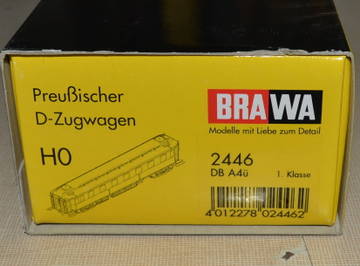 Preußischer
D-Zugwagen
H0
BRAWA
Modelle mit Liebe zum Detail
2446
DB A4ü 1. Klasse
4 012278 024462